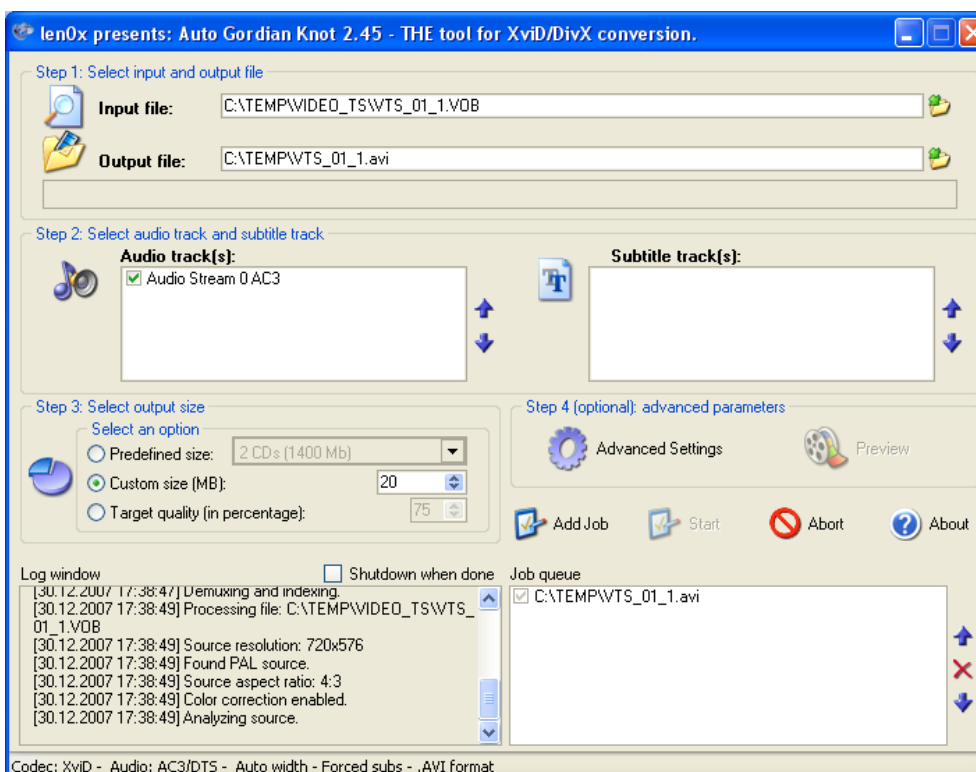 len0x presents: Auto Gordian Knot 2.45 - THE tool for XviD/DivX conversion.
Step 1: Select input and output file
Input file:
C:\TEMP\VIDEO_TS\VTS_01_1.VOB
Output file:
C:\TEMP\VTS_01_1.avi
Step 2: Select audio track and subtitle track
Audio track(s):
Audio Stream 0 AC3
Subtitle track(s):
Step 3: Select output size
Select an option
Predefined size:
2 CDs (1400 Mb)
Custom size (MB):
20
Target quality (in percentage):
75
Step 4 (optional): advanced parameters
Advanced Settings
Preview
Add Job
Start
Abort
About
Log window
Shutdown when done
[30.12.2007 17:38:47] Demuxing and indexing.
[30.12.2007 17:38:49] Processing file: C:\TEMP\VIDEO_TS\VTS_
01_1.VOB
[30.12.2007 17:38:49] Source resolution: 720x576
[30.12.2007 17:38:49] Found PAL source.
[30.12.2007 17:38:49] Source aspect ratio: 4:3
[30.12.2007 17:38:49] Color correction enabled.
[30.12.2007 17:38:49] Analyzing source.
Job queue
C:\TEMP\VTS_01_1.avi
Codec: XviD - Audio: AC3/DTS - Auto width - Forced subs - .AVI format